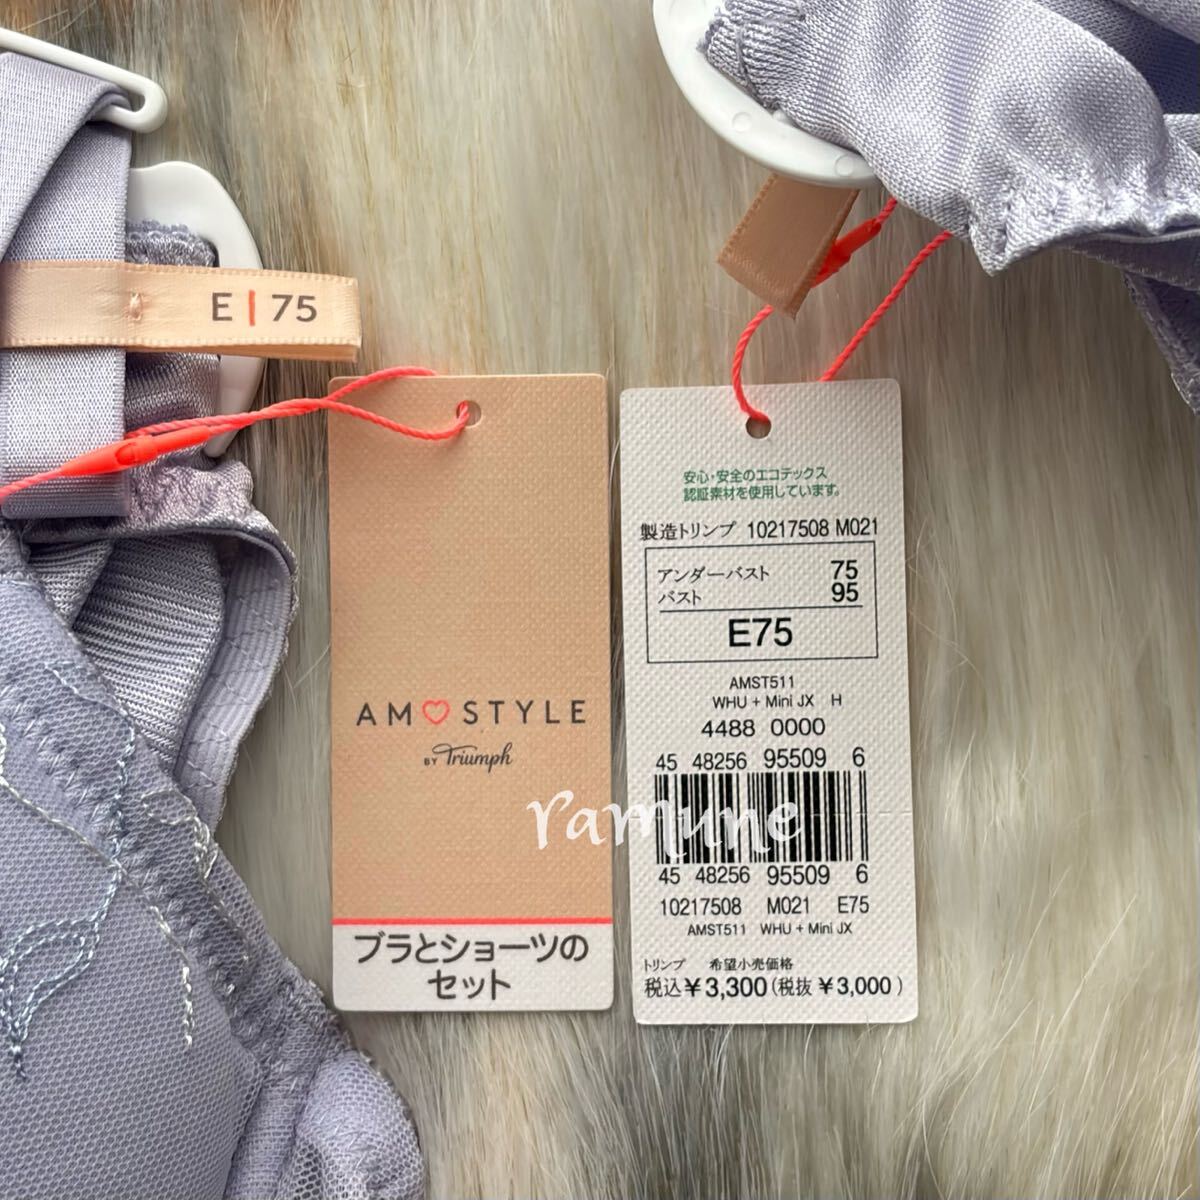 E | 75
AM♡STYLE
BY Triumph
ブラとショーツの
セット
安心・安全のエコテックス
認証素材を使用しています。
製造トリンプ 10217508 M021
アンダーバスト 75
バスト 95
E75
AMST511
WHU + Mini JX H
4488 0000
45 48256 95509 6
45 48256 95509 6
10217508 M021 E75
AMST511 WHU + Mini JX
トリンプ 希望小売価格
税込¥3,300(税抜¥3,000)
ramune